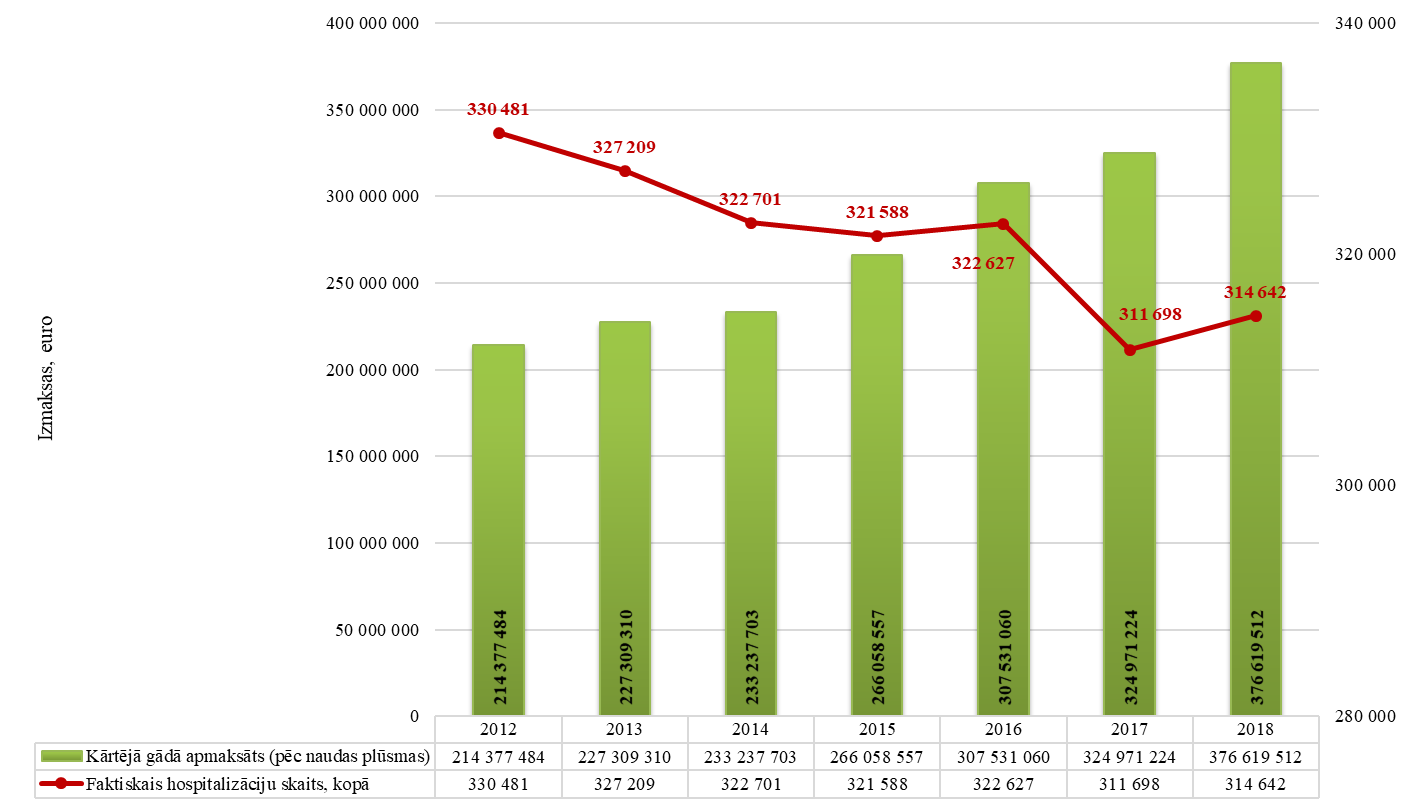 400 000 000
350 000 000
300 000 000
250 000 000
200 000 000
150 000 000
100 000 000
50 000 000
0
Izmaksas, euro
340 000
320 000
300 000
280 000
330 481
327 209
322 701
321 588
322 627
311 698
314 642
214 377 484
227 309 310
233 237 703
266 058 557
307 531 060
324 971 224
376 619 512
2012 2013 2014 2015 2016 2017 2018
Kārtējā gādā apmaksāts (pēc naudas plūsmas) 214 377 484 227 309 310 233 237 703 266 058 557 307 531 060 324 971 224 376 619 512
Faktiskais hospitalizāciju skaits, kopā 330 481 327 209 322 701 321 588 322 627 311 698 314 642